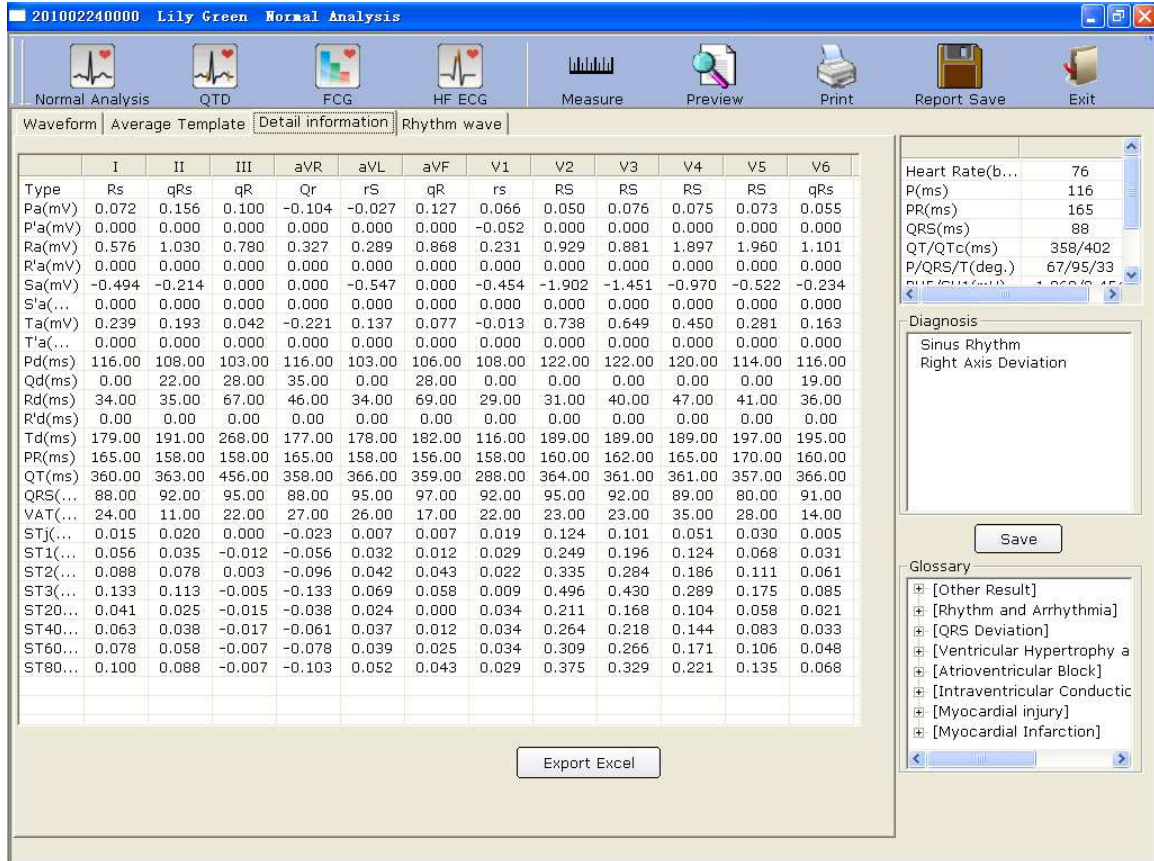 201002240000 Lily Green Normal Analysis
Normal Analysis QTD FCG HF ECG Measure Preview Print Report Save Exit
Waveform Average Template Detail information Rhythm wave
I II III aVR aVL aVF V1 V2 V3 V4 V5 V6
Type Rs qRs qR Qr rS qR rs RS RS RS RS qRs
Pa(mV) 0.072 0.156 0.100 -0.104 -0.027 0.127 0.066 0.050 0.076 0.075 0.073 0.055
P'a(mV) 0.000 0.000 0.000 0.000 0.000 0.000 -0.052 0.000 0.000 0.000 0.000 0.000
Ra(mV) 0.576 1.030 0.780 0.327 0.289 0.868 0.231 0.929 0.881 1.897 1.960 1.101
R'a(mV) 0.000 0.000 0.000 0.000 0.000 0.000 0.000 0.000 0.000 0.000 0.000 0.000
Sa(mV) -0.494 -0.214 0.000 0.000 -0.547 0.000 -0.454 -1.902 -1.451 -0.970 -0.522 -0.234
S'a(... 0.000 0.000 0.000 0.000 0.000 0.000 0.000 0.000 0.000 0.000 0.000 0.000
Ta(mV) 0.239 0.193 0.042 -0.221 0.137 0.077 -0.013 0.738 0.649 0.450 0.281 0.163
T'a(... 0.000 0.000 0.000 0.000 0.000 0.000 0.000 0.000 0.000 0.000 0.000 0.000
Pd(ms) 116.00 108.00 103.00 116.00 103.00 106.00 108.00 122.00 122.00 120.00 114.00 116.00
Qd(ms) 0.00 22.00 28.00 35.00 0.00 28.00 0.00 0.00 0.00 0.00 0.00 19.00
Rd(ms) 34.00 35.00 67.00 46.00 34.00 69.00 29.00 31.00 40.00 47.00 41.00 36.00
R'd(ms) 0.00 0.00 0.00 0.00 0.00 0.00 0.00 0.00 0.00 0.00 0.00 0.00
Td(ms) 179.00 191.00 268.00 177.00 178.00 182.00 116.00 189.00 189.00 189.00 197.00 195.00
PR(ms) 165.00 158.00 158.00 165.00 158.00 156.00 158.00 160.00 162.00 165.00 170.00 160.00
QT(ms) 360.00 363.00 456.00 358.00 366.00 359.00 288.00 364.00 361.00 361.00 357.00 366.00
QRS(... 88.00 92.00 95.00 88.00 95.00 97.00 92.00 95.00 92.00 89.00 80.00 91.00
VAT(... 24.00 11.00 22.00 27.00 26.00 17.00 22.00 23.00 23.00 35.00 28.00 14.00
STj(... 0.015 0.020 0.000 -0.023 0.007 0.007 0.019 0.124 0.101 0.051 0.030 0.005
ST1(... 0.056 0.035 -0.012 -0.056 0.032 0.012 0.029 0.249 0.196 0.124 0.068 0.031
ST2(... 0.088 0.078 0.003 -0.096 0.042 0.043 0.022 0.335 0.284 0.186 0.111 0.061
ST3(... 0.133 0.113 -0.005 -0.133 0.069 0.058 0.009 0.496 0.430 0.289 0.175 0.085
ST20... 0.041 0.025 -0.015 -0.038 0.024 0.000 0.034 0.211 0.168 0.104 0.058 0.021
ST40... 0.063 0.038 -0.017 -0.061 0.037 0.012 0.034 0.264 0.218 0.144 0.083 0.033
ST60... 0.078 0.058 -0.007 -0.078 0.039 0.025 0.034 0.309 0.266 0.171 0.106 0.048
ST80... 0.100 0.088 -0.007 -0.103 0.052 0.043 0.029 0.375 0.329 0.221 0.135 0.068
Export Excel
Heart Rate(b... 76
P(ms) 116
PR(ms) 165
QRS(ms) 88
QT/QTc(ms) 358/402
P/QRS/T(deg.) 67/95/33
Diagnosis
Sinus Rhythm
Right Axis Deviation
Save
Glossary
[Other Result]
[Rhythm and Arrhythmia]
[QRS Deviation]
[Ventricular Hypertrophy a
[Atrioventricular Block]
[Intraventricular Conductic
[Myocardial injury]
[Myocardial Infarction]